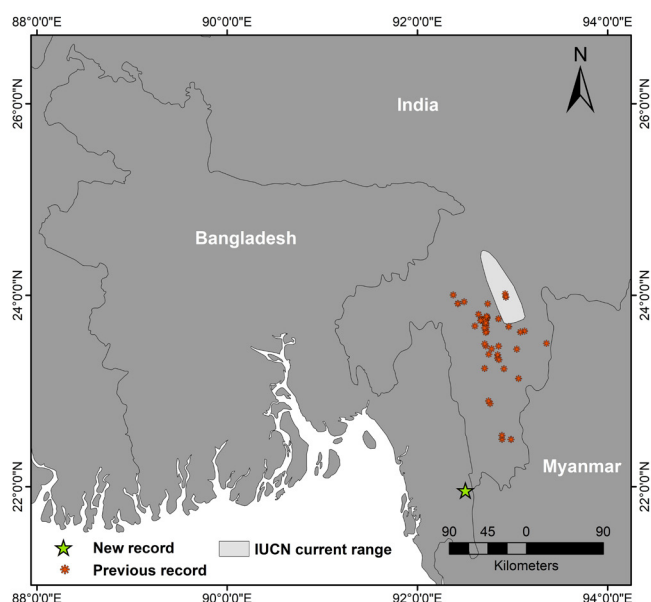 88°0'0"E 90°0'0"E 92°0'0"E 94°0'0"E
26°0'0"N 26°0'0"N
N
India
Bangladesh
24°0'0"N 24°0'0"N
Myanmar
22°0'0"N 22°0'0"N
New record IUCN current range
Previous record
90 45 0 90
Kilometers
88°0'0"E 90°0'0"E 92°0'0"E 94°0'0"E